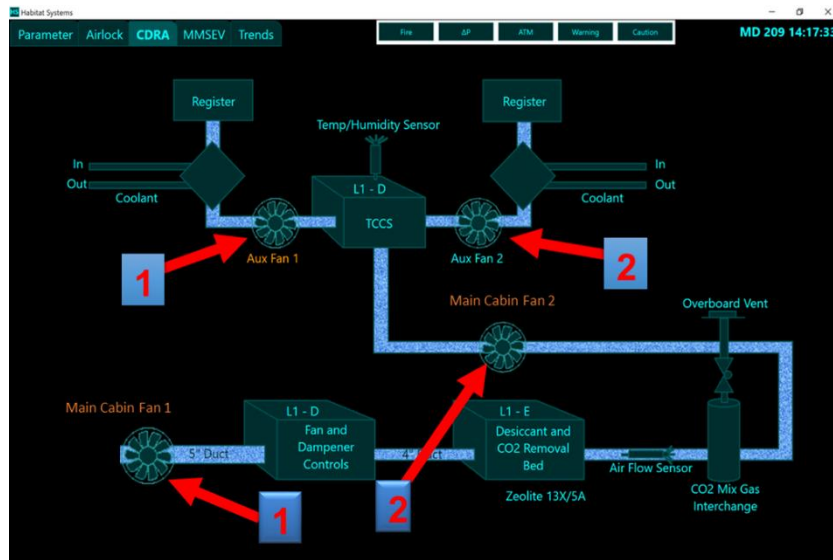 HS Habitat Systems
Parameter Airlock CDRA MMSEV Trends
Fire ΔP ATM Warning Caution
MD 209 14:17:33
Register
Register
Temp/Humidity Sensor
In
Out
Coolant
L1 - D
TCCS
In
Out
Coolant
Aux Fan 1
Aux Fan 2
1
2
Main Cabin Fan 2
Overboard Vent
Main Cabin Fan 1
L1 - D
Fan and
Dampener
Controls
5" Duct
4" Duct
L1 - E
Desiccant and
CO2 Removal
Bed
Zeolite 13X/5A
Air Flow Sensor
CO2 Mix Gas
Interchange
1
2